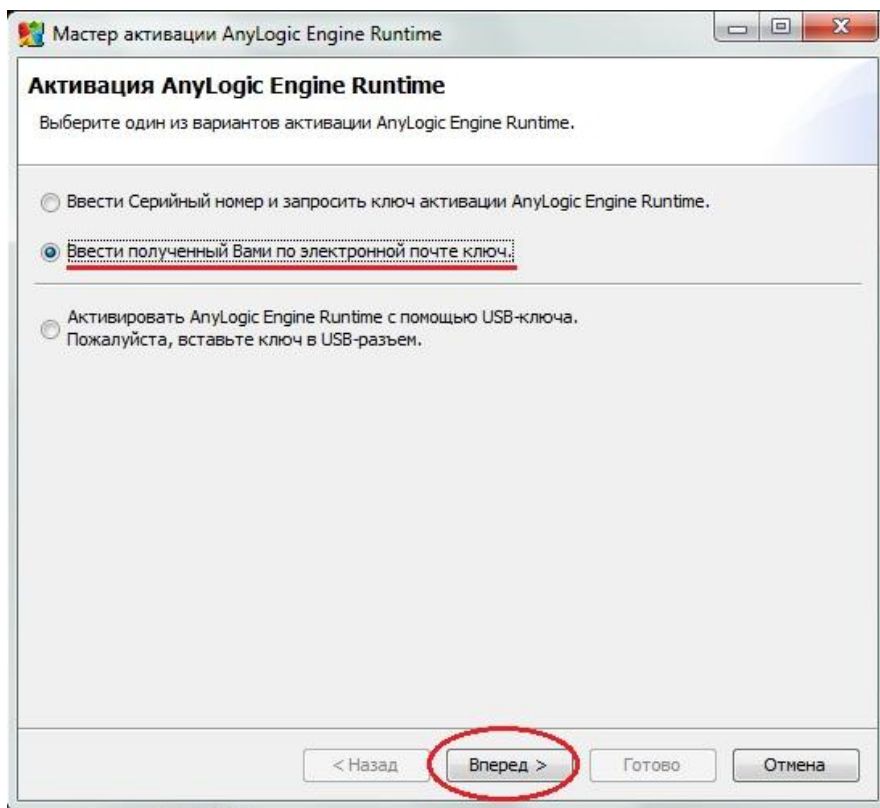 Мастер активации AnyLogic Engine Runtime
Активация AnyLogic Engine Runtime
Выберите один из вариантов активации AnyLogic Engine Runtime.
Ввести Серийный номер и запросить ключ активации AnyLogic Engine Runtime.
Ввести полученный Вами по электронной почте ключ.
Активировать AnyLogic Engine Runtime с помощью USB-ключа.
Пожалуйста, вставьте ключ в USB-разъем.
< Назад Вперед > Готово Отмена